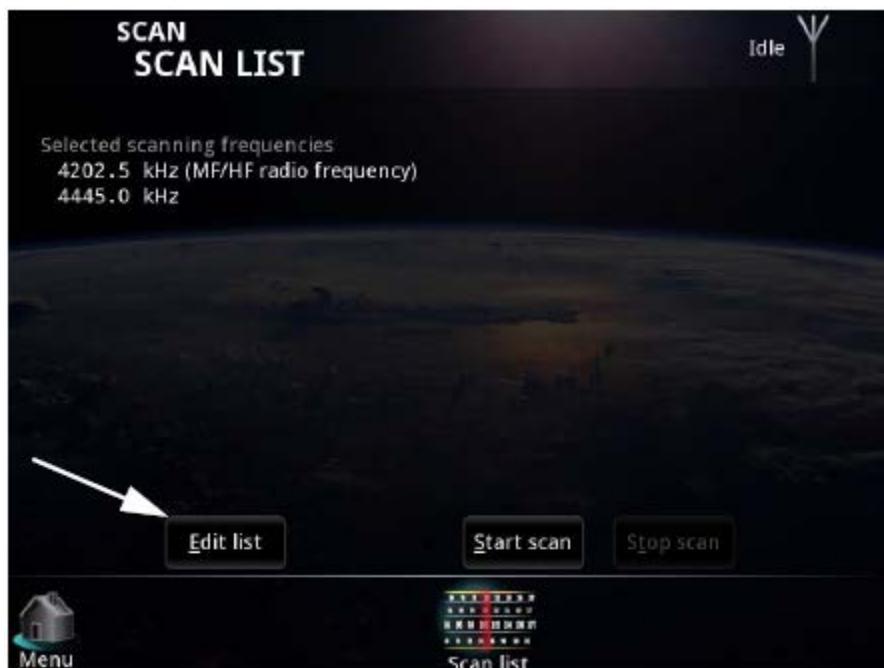 SCAN
SCAN LIST
Idle
Selected scanning frequencies
4202.5 kHz (MF/HF radio frequency)
4445.0 kHz
Edit list
Start scan
Stop scan
Menu
Scan list